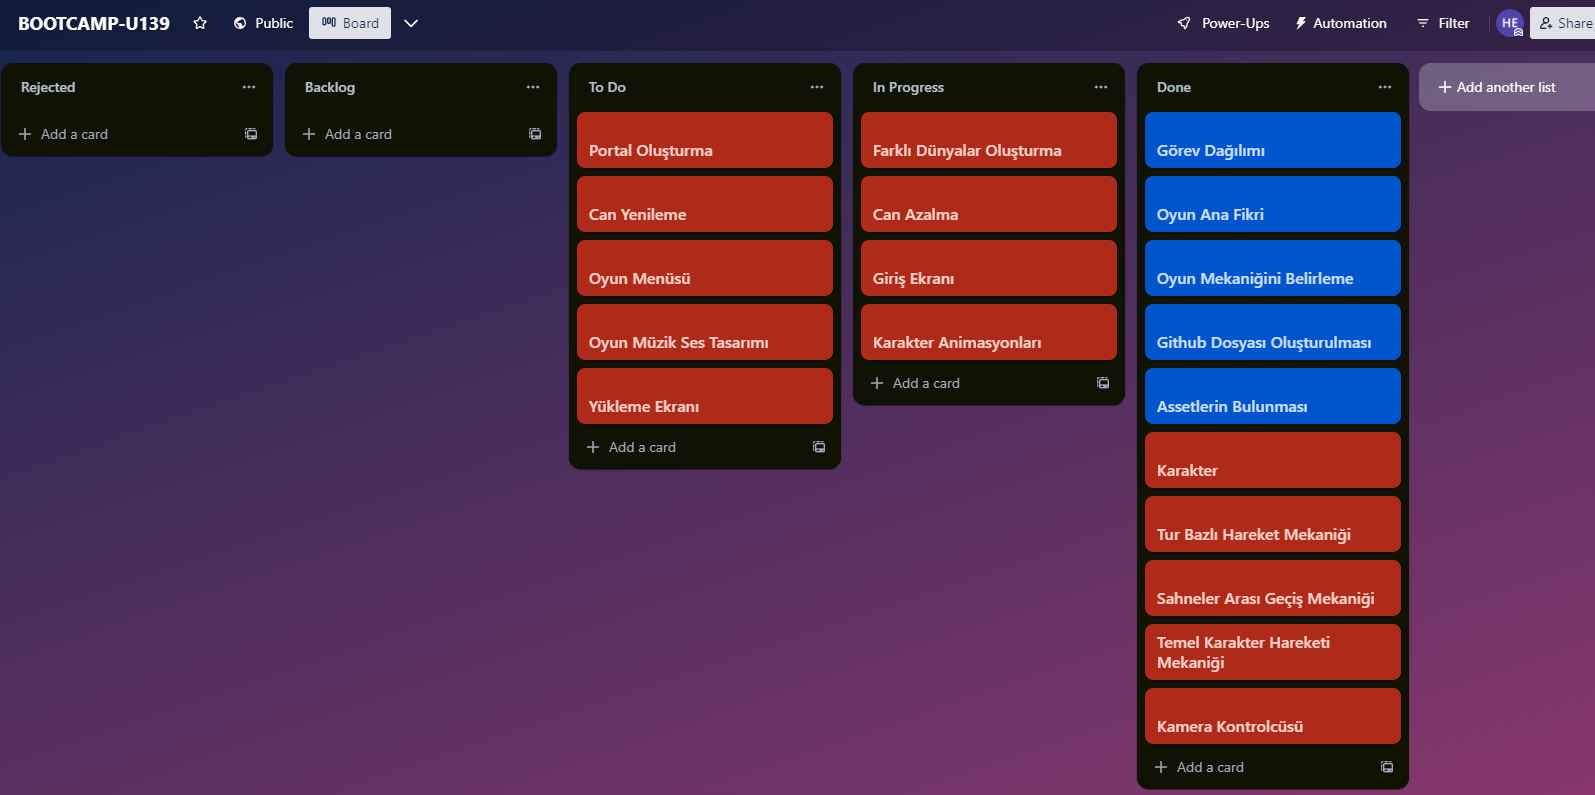 BOOTCAMP-U139
Public
Board
Power-Ups
Automation
Filter
HE
Share
Rejected
Add a card
Backlog
Add a card
To Do
Portal Oluşturma
Can Yenileme
Oyun Menüsü
Oyun Müzik Ses Tasarımı
Yükleme Ekranı
Add a card
In Progress
Farklı Dünyalar Oluşturma
Can Azalma
Giriş Ekranı
Karakter Animasyonları
Add a card
Done
Görev Dağılımı
Oyun Ana Fikri
Oyun Mekaniğini Belirleme
Github Dosyası Oluşturulması
Assetlerin Bulunması
Karakter
Tur Bazlı Hareket Mekaniği
Sahneler Arası Geçiş Mekaniği
Temel Karakter Hareketi
Mekaniği
Kamera Kontrolcüsü
Add a card
Add another list